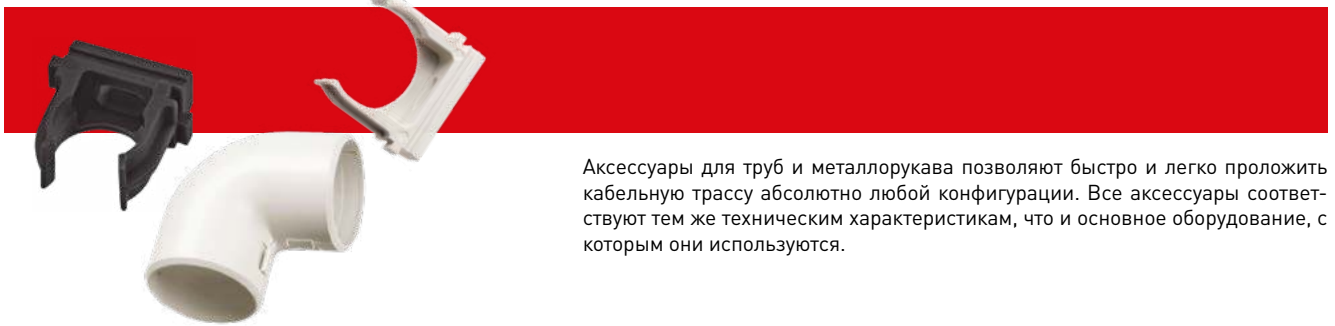 Аксессуары для труб и металлорукава позволяют быстро и легко проложить
кабельную трассу абсолютно любой конфигурации. Все аксессуары соответ-
ствуют тем же техническим характеристикам, что и основное оборудование, с
которым они используются.